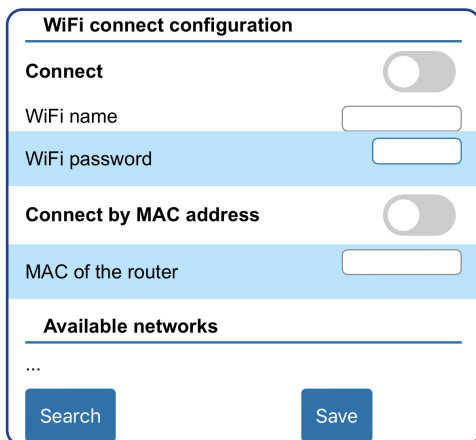 WiFi connect configuration
Connect
WiFi name
WiFi password
Connect by MAC address
MAC of the router
Available networks
...
Search Save